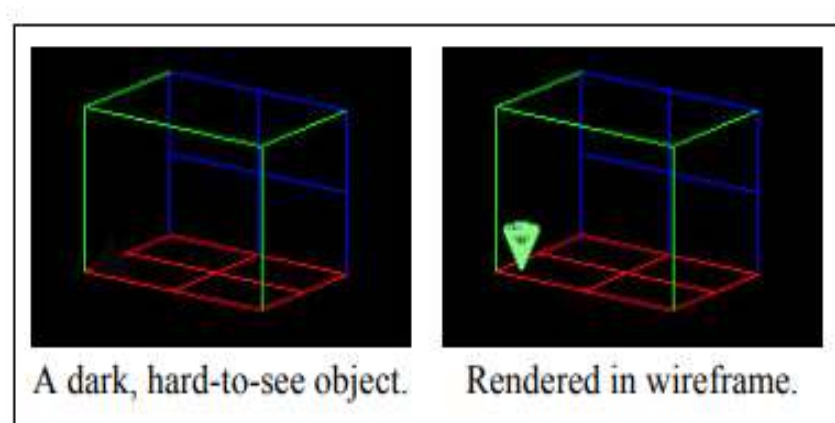 A dark, hard-to-see object.
Rendered in wireframe.